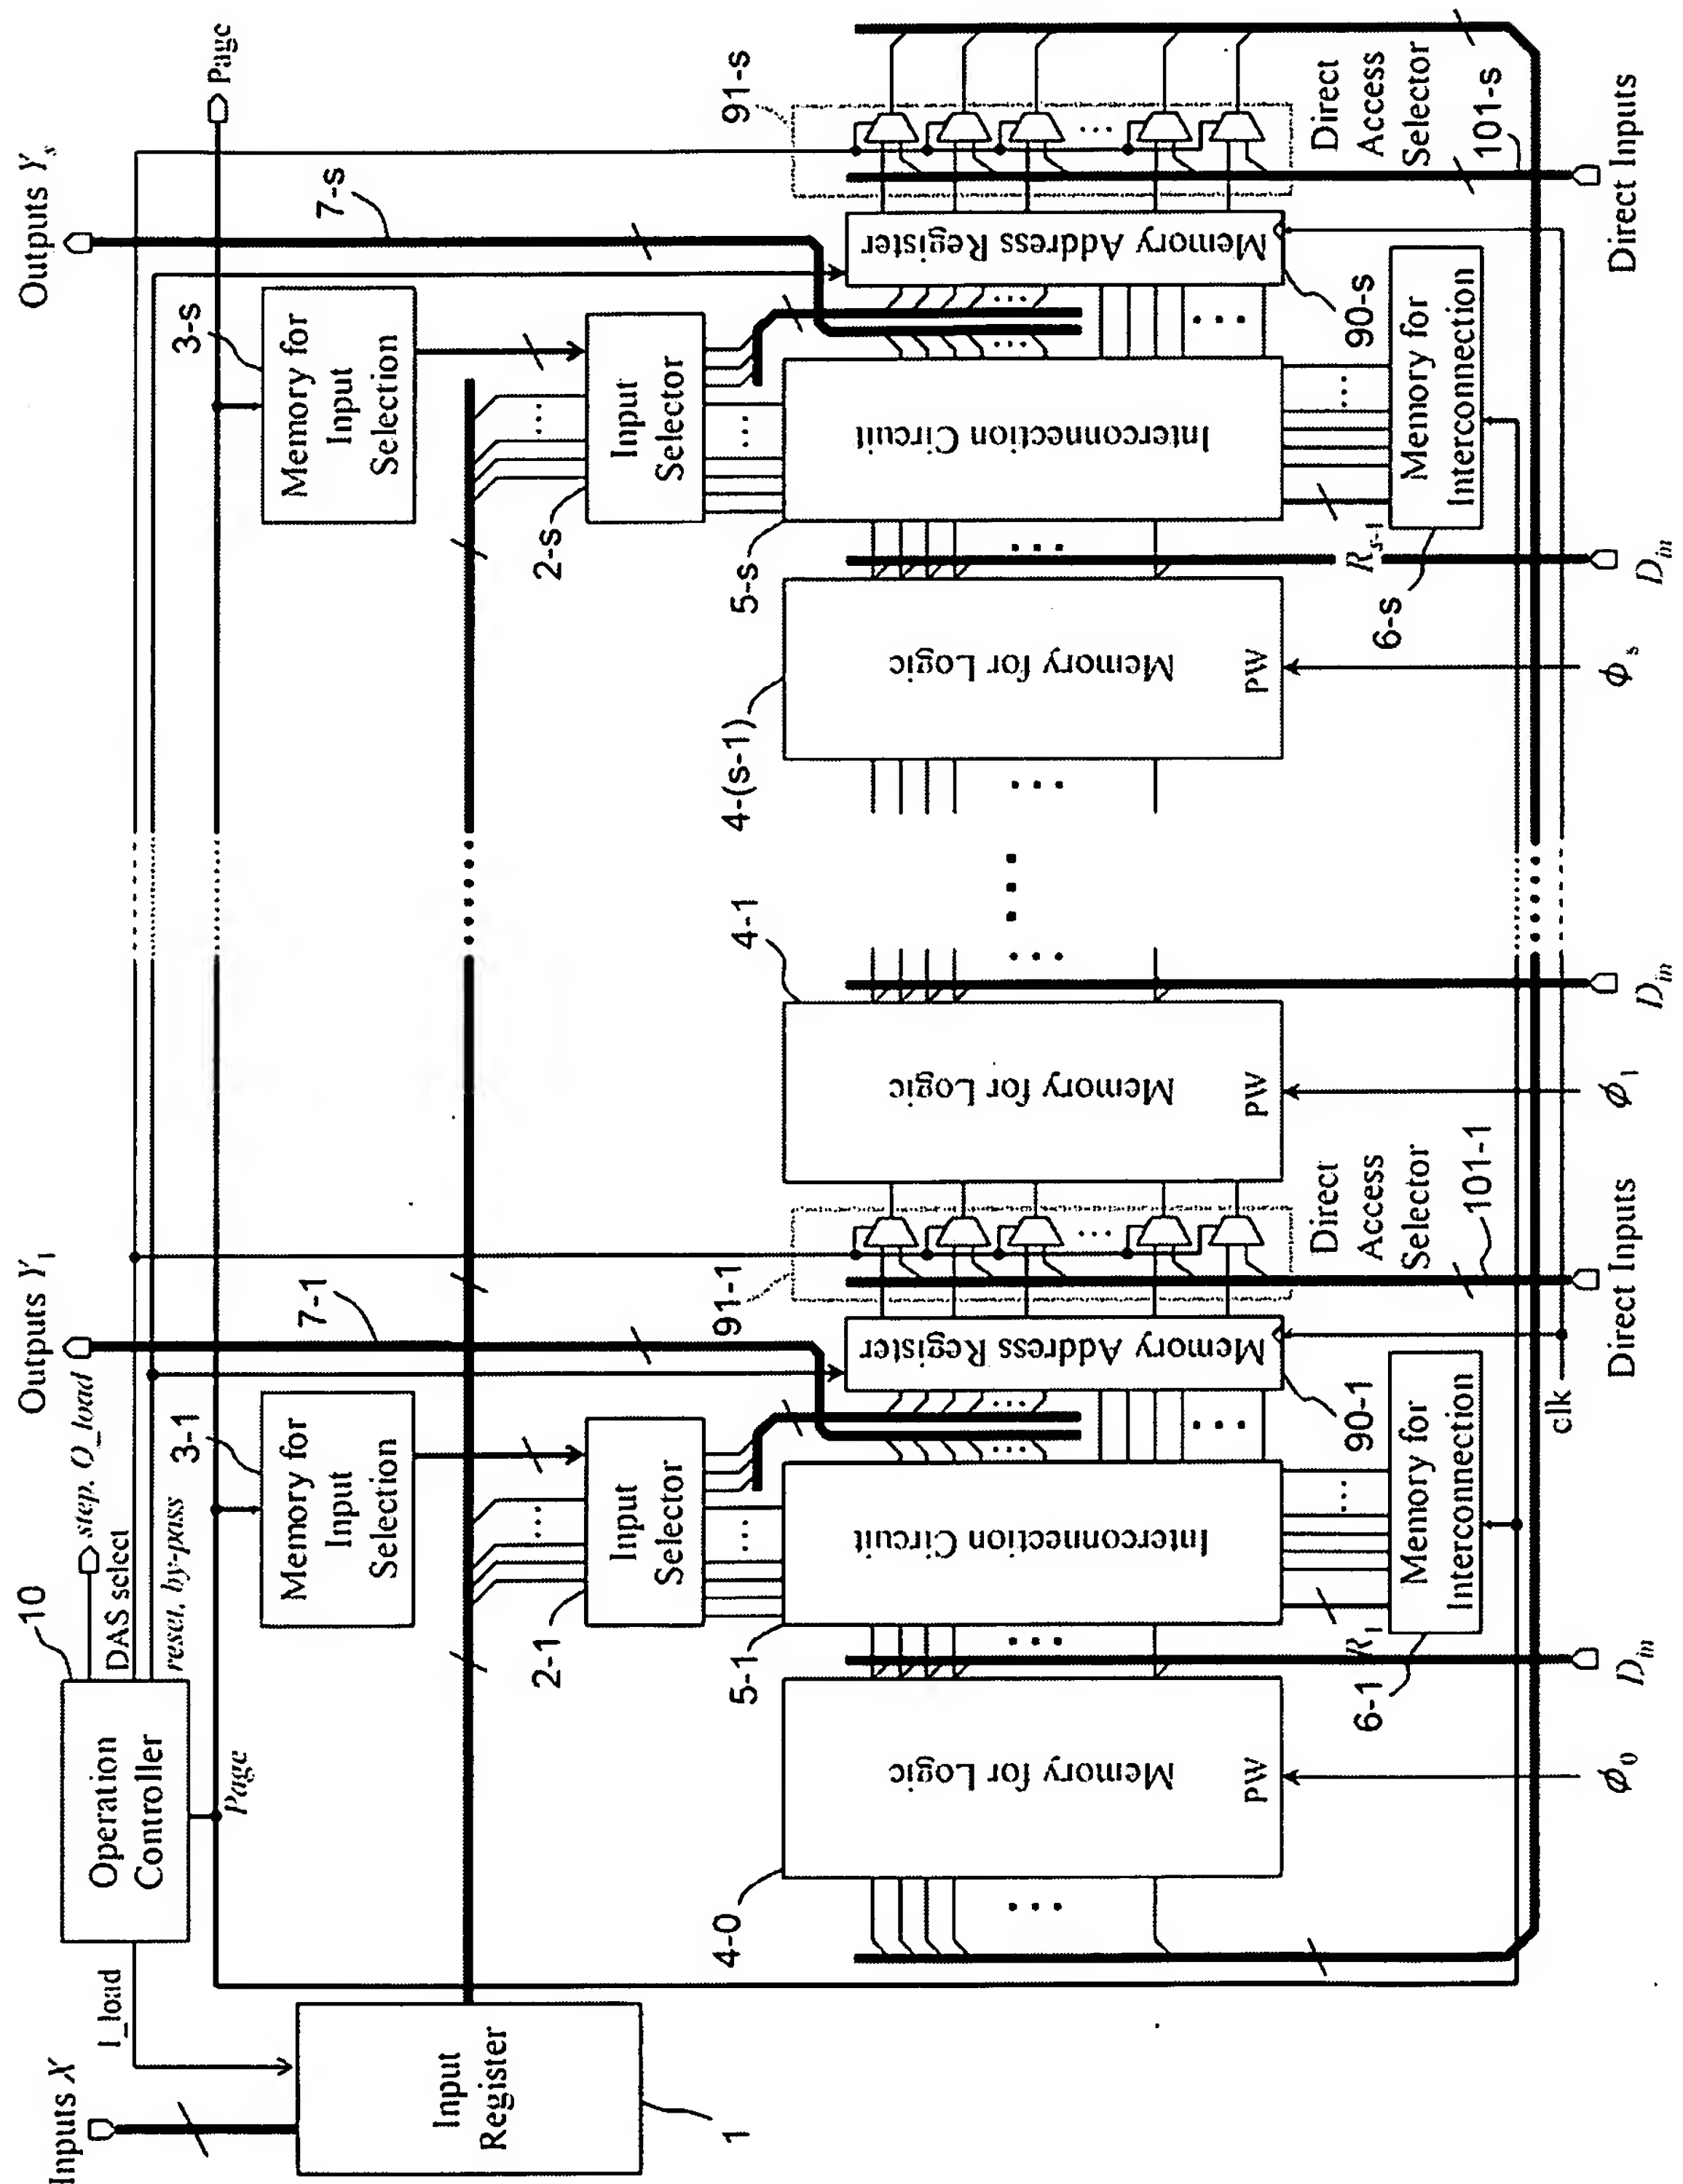 Inputs X
I_load
Input
Register
1
Operation
Controller
10
step. O_load
DAS select
reset, by-pass
Page
Page
Outputs Y1
7-1
3-1
Memory for
Input
Selection
Input
Selector
2-1
Interconnection Circuit
5-1
Memory for Logic
PW
4-0
ϕ0
Din
R1
6-1
Memory for
Interconnection
Memory Address Register
90-1
91-1
Direct
Access
Selector
101-1
Direct Inputs
clk
Memory for Logic
PW
4-1
ϕ1
Din
Memory for Logic
PW
4-(s-1)
ϕs
Din
Rs-1
Outputs Ys
7-s
3-s
Memory for
Input
Selection
Input
Selector
2-s
Interconnection Circuit
5-s
6-s
Memory for
Interconnection
Memory Address Register
90-s
91-s
Direct
Access
Selector
101-s
Direct Inputs